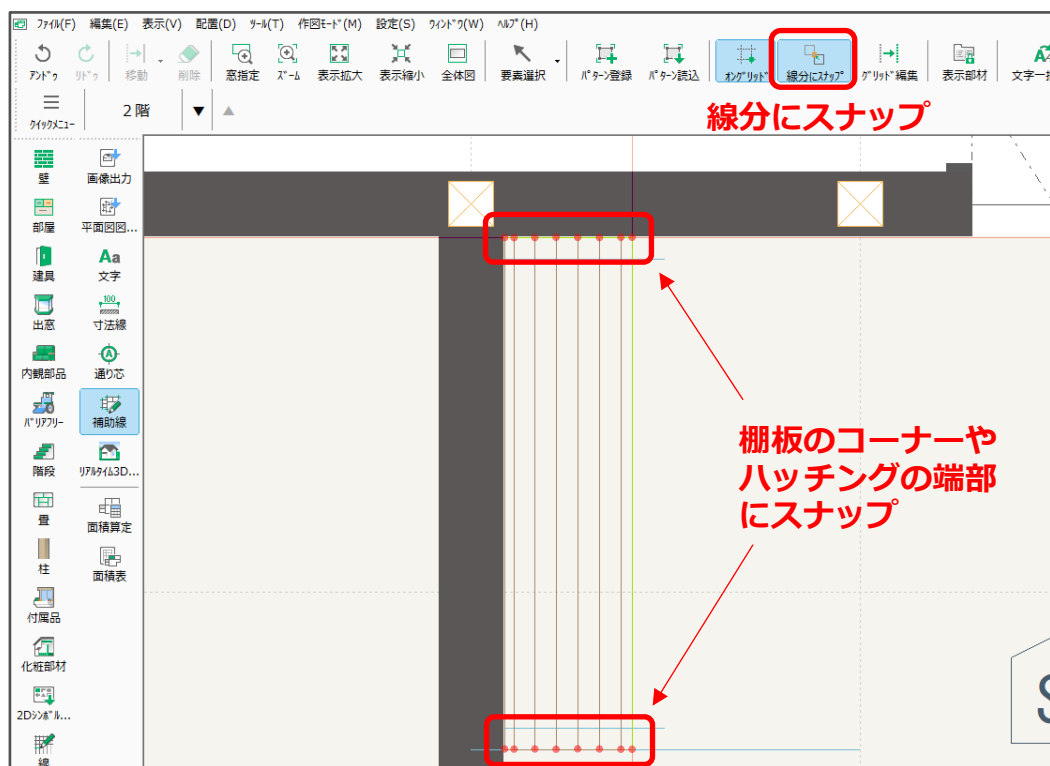 ﾌｧｲﾙ(F) 編集(E) 表示(V) 配置(D) ﾂｰﾙ(T) 作図ﾓｰﾄﾞ(M) 設定(S) ｳｨﾝﾄﾞｳ(W) ﾍﾙﾌﾟ(H)
ｱﾝﾄﾞｩ ﾘﾄﾞｩ 移動 削除 窓指定 ｽﾞｰﾑ 表示拡大 表示縮小 全体図 要素選択 ﾊﾟﾀｰﾝ登録 ﾊﾟﾀｰﾝ読込 ｵﾝｸﾞﾘｯﾄﾞ 線分にｽﾅｯﾌﾟ ｸﾞﾘｯﾄﾞ編集 表示部材
ｸｲｯｸﾒﾆｭｰ 2階 ▼ ▲
線分にスナップ
壁 画像出力
部屋 平面図図...
建具 Aa 文字
出窓 100 寸法線
内観部品 A 通り芯
ﾊﾞﾘｱﾌﾘｰ 補助線
階段 ﾘｱﾙﾀｲﾑ3D...
畳 面積算定
柱 面積表
付属品
化粧部材
2Dｼﾝﾎﾞﾙ...
線
棚板のコーナーや
ハッチングの端部
にスナップ